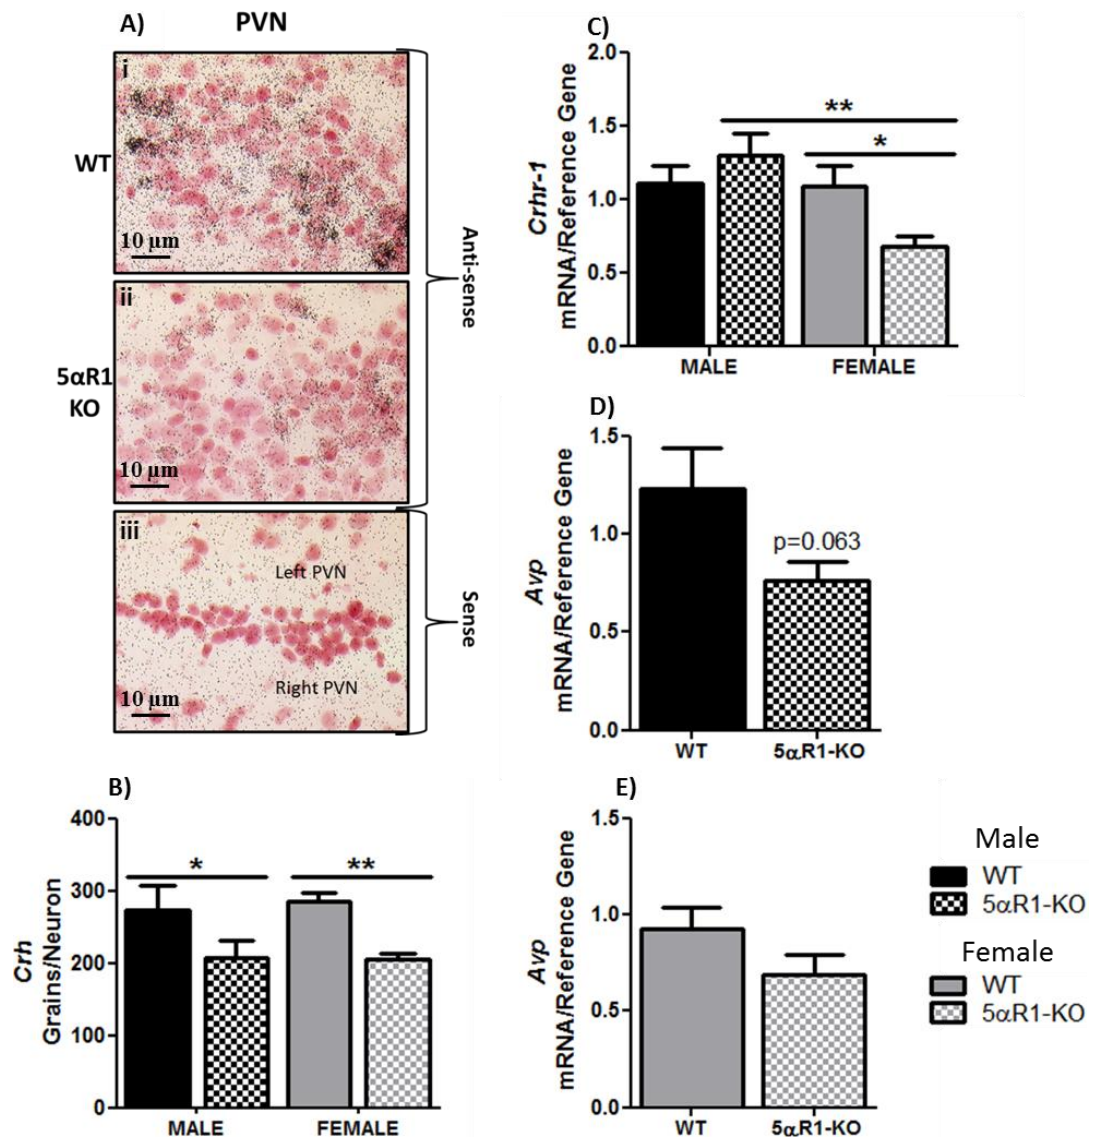 A)
PVN
i
WT
10 µm
ii
5αR1
KO
10 µm
Anti-sense
iii
Left PVN
Right PVN
10 µm
Sense
B)
400
300
200
100
0
Crh
Grains/Neuron
*
**
MALE
FEMALE
C)
2.0
1.5
1.0
0.5
0.0
Crhr-1
mRNA/Reference Gene
**
*
MALE
FEMALE
D)
1.5
1.0
0.5
0.0
Avp
mRNA/Reference Gene
p=0.063
WT
5αR1-KO
E)
1.5
1.0
0.5
0.0
Avp
mRNA/Reference Gene
WT
5αR1-KO
Male
WT
5αR1-KO
Female
WT
5αR1-KO